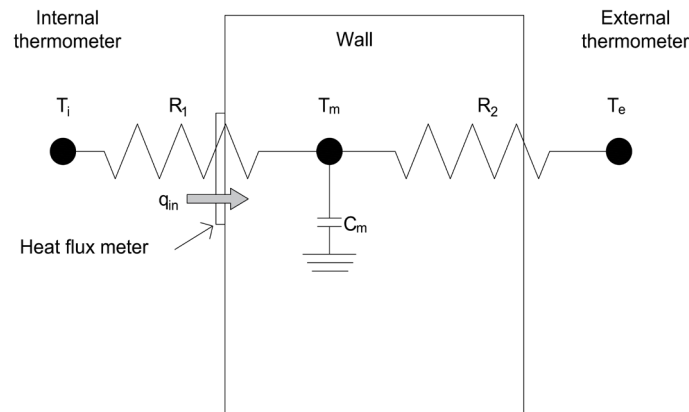 Internal
thermometer
Wall
External
thermometer
Ti
R1
Tm
R2
Te
qin
Cm
Heat flux meter